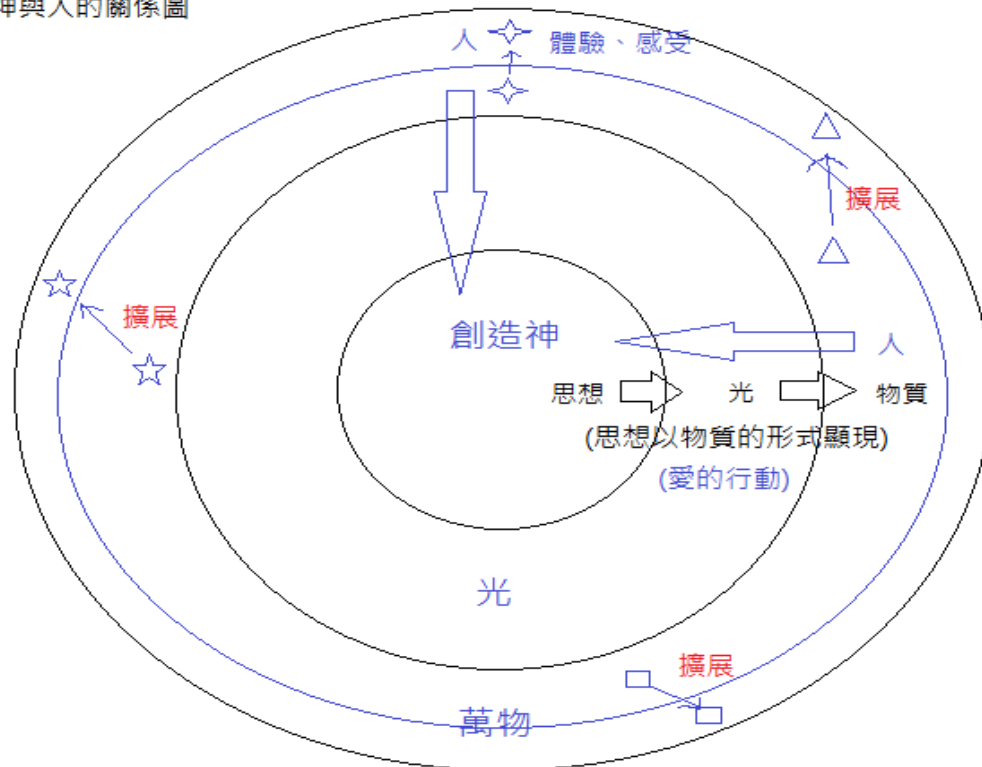 神與人的關係圖
人 體驗、感受
擴展
擴展
創造神
人
思想 光 物質
(思想以物質的形式顯現)
(愛的行動)
光
擴展
萬物